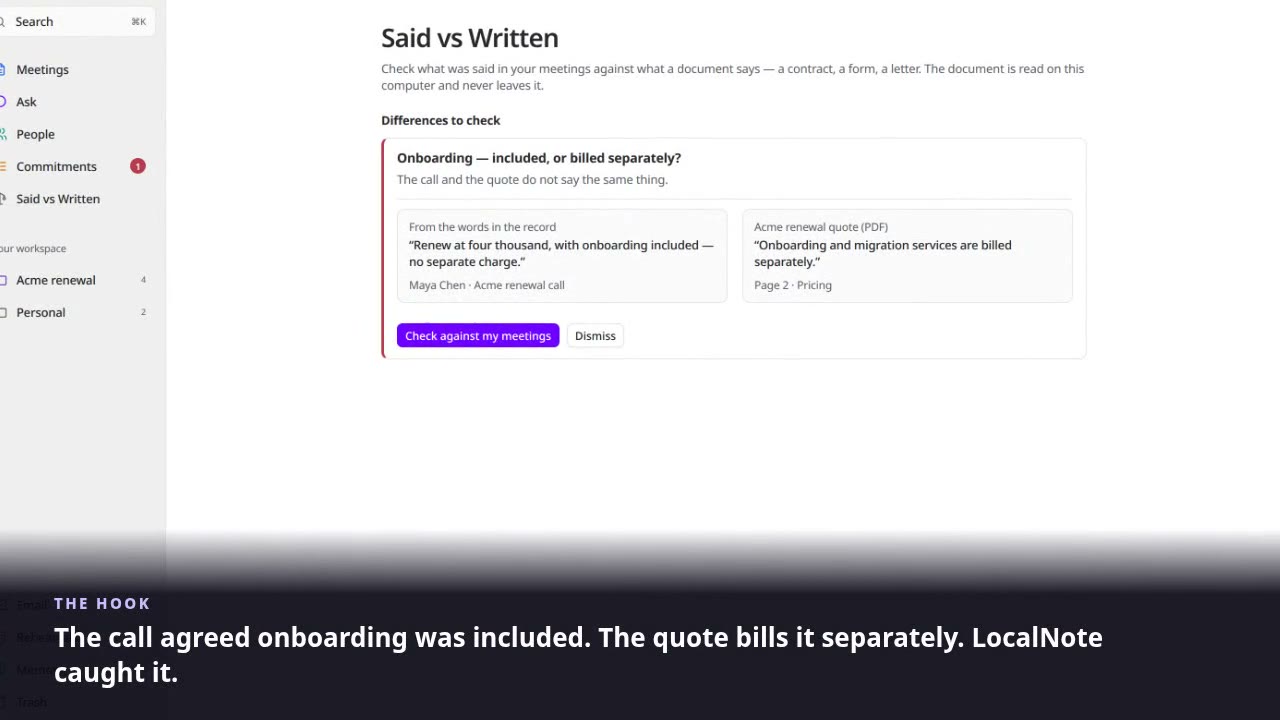 Search ⌘K
Meetings
Ask
People
Commitments 1
Said vs Written
our workspace
Acme renewal 4
Personal 2
Said vs Written
Check what was said in your meetings against what a document says — a contract, a form, a letter. The document is read on this
computer and never leaves it.
Differences to check
Onboarding — included, or billed separately?
The call and the quote do not say the same thing.
From the words in the record
“Renew at four thousand, with onboarding included —
no separate charge.”
Maya Chen · Acme renewal call
Acme renewal quote (PDF)
“Onboarding and migration services are billed
separately.”
Page 2 · Pricing
Check against my meetings
Dismiss
Email
Trash
THE HOOK
The call agreed onboarding was included. The quote bills it separately. LocalNote
caught it.